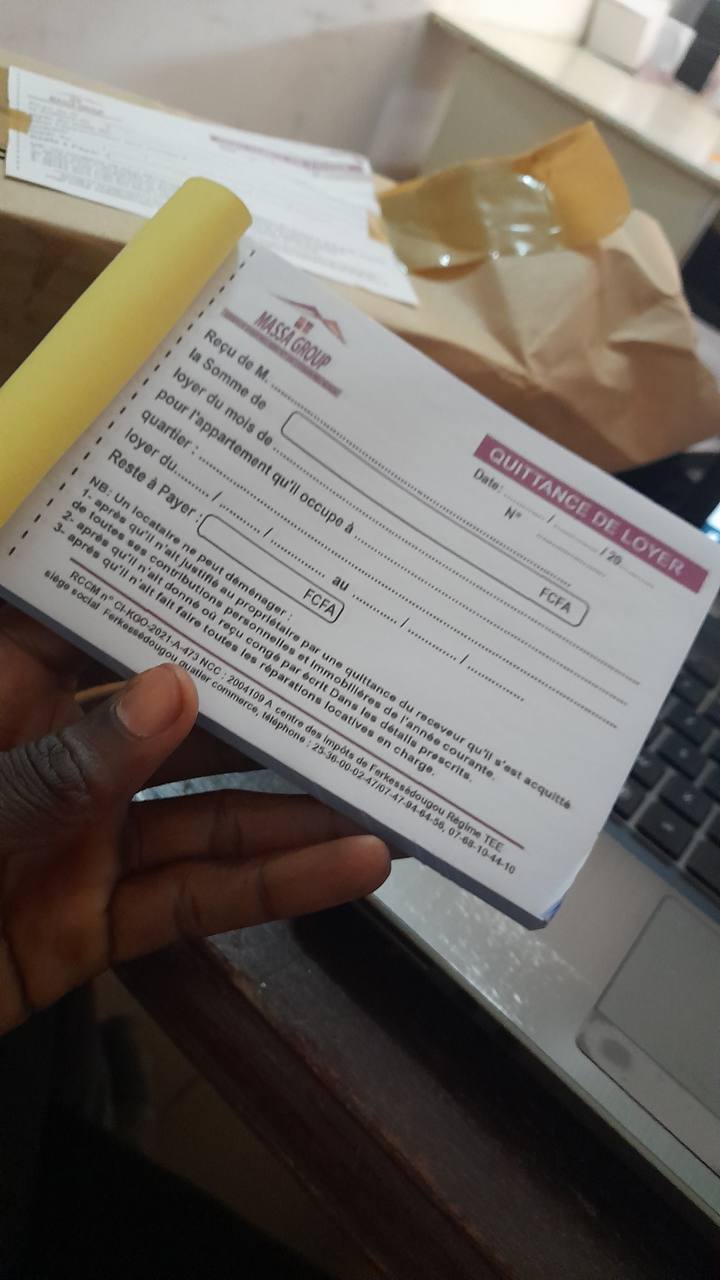 MASSA GROUP
QUITTANCE DE LOYER
Date: ........... / ........... / 20..........
N° ....................
Reçu de M. ..........................................
la Somme de FCFA
loyer du mois de ..........................................
pour l'appartement qu'il occupe à ..........................................
quartier : ..........................................
loyer du......... / ........... / ............ au ........... / ........... / ............
Reste à Payer : FCFA
NB: Un locataire ne peut déménager :
1- après qu'il n'ait justifié au propriétaire par une quittance du receveur qu'il s'est acquitté
de toutes ses contributions personnelles et immobilières de l'année courante.
2- après qu'il n'ait donné où reçu congé par écrit Dans les détails prescrits.
3- après qu'il n'ait fait faire toutes les réparations locatives en charge.
RCCM n° CI-KGO-2021-A-473 NCC : 2004109 A centre des Impôts de Ferkessédougou Régime TEE
siège social Ferkessédougou quatier commerce, téléphone : 25-36-00-02-47/07-47-94-64-56, 07-68-10-44-10